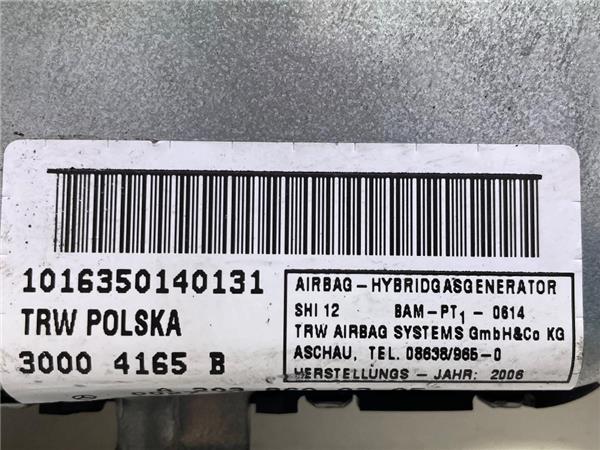 1016350140131
TRW POLSKA
3000 4165 B
AIRBAG-HYBRIDGASGENERATOR
SHI 12 BAM-PT1-0614
TRW AIRBAG SYSTEMS GmbH&Co KG
ASCHAU, TEL. 08638/965-0
HERSTELLUNGS-JAHR: 2006